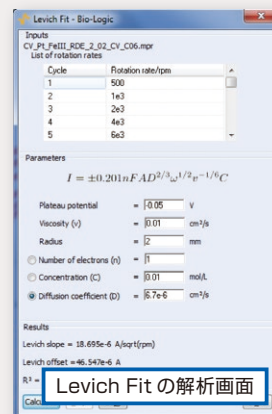 Levich Fit - Bio-Logic
Inputs
CV_Pt_FeIII_RDE_2_02_CV_C06.mpr
List of rotation rates
Cycle Rotation rate/rpm
1 500
2 1e3
3 2e3
4 4e3
5 6e3
Parameters
I = ±0.201nFAD^{2/3}ω^{1/2}ν^{-1/6}C
Plateau potential = -0.05 V
Viscosity (ν) = 0.01 cm²/s
Radius = 2 mm
Number of electrons (n) = 1
Concentration (C) = 0.01 mol/L
Diffusion coefficient (D) = 6.7e-6 cm²/s
Results
Levich slope = 18.695e-6 A/sqrt(rpm)
Levich offset = 46.547e-6 A
R² =
Levich Fit の解析画面